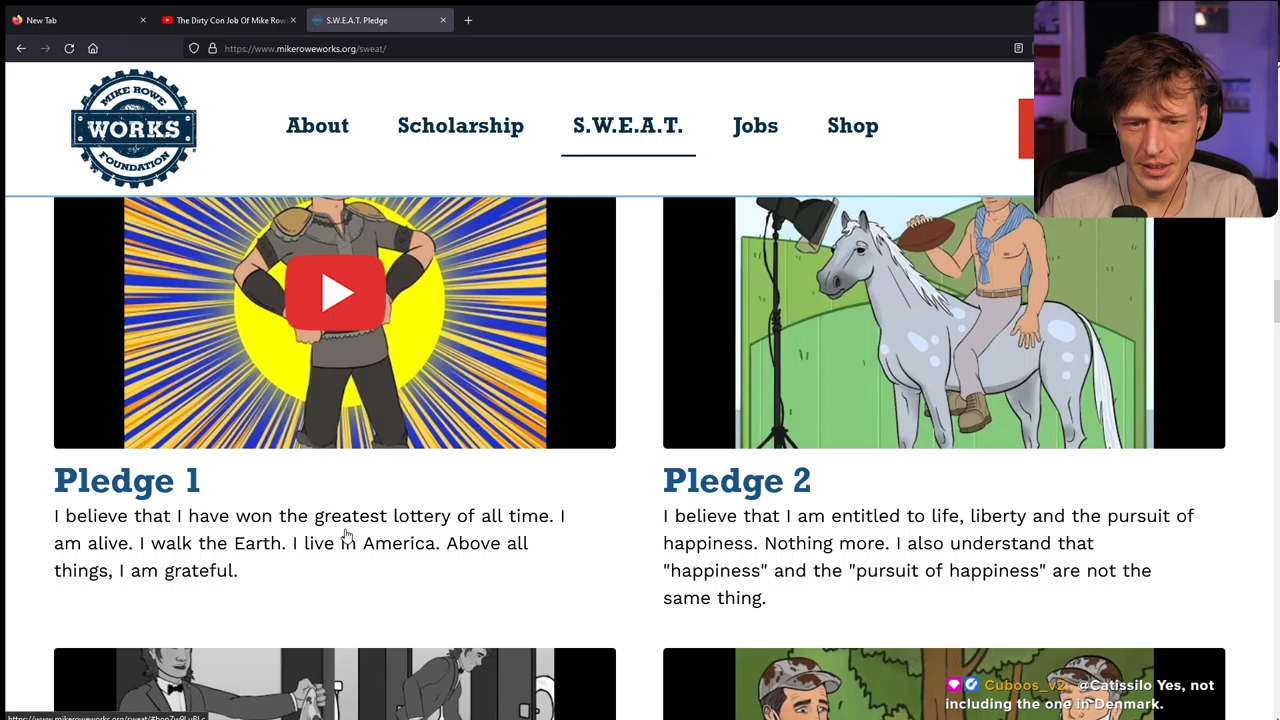 New Tab
The Dirty Con Job Of Mike Row
S.W.E.A.T. Pledge
https://www.mikeroweworks.org/sweat/
MIKE ROWE
WORKS
FOUNDATION
About
Scholarship
S.W.E.A.T.
Jobs
Shop
Pledge 1
I believe that I have won the greatest lottery of all time. I
am alive. I walk the Earth. I live in America. Above all
things, I am grateful.
Pledge 2
I believe that I am entitled to life, liberty and the pursuit of
happiness. Nothing more. I also understand that
"happiness" and the "pursuit of happiness" are not the
same thing.
Cuboos_v2 @Catissilo Yes, not
including the one in Denmark.